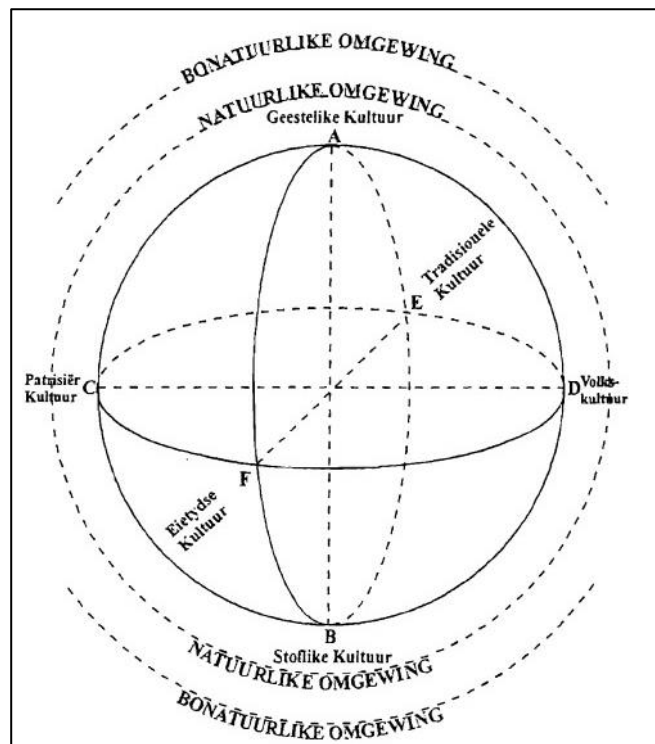 BONATUURLIKE OMGEWING
NATUURLIKE OMGEWING
Geestelike Kultuur
A
Tradisionele
Kultuur
E
Patrisiër
Kultuur
C
D
Volks-
kultuur
F
Eietydse
Kultuur
B
Stoflike Kultuur
NATUURLIKE OMGEWING
BONATUURLIKE OMGEWING